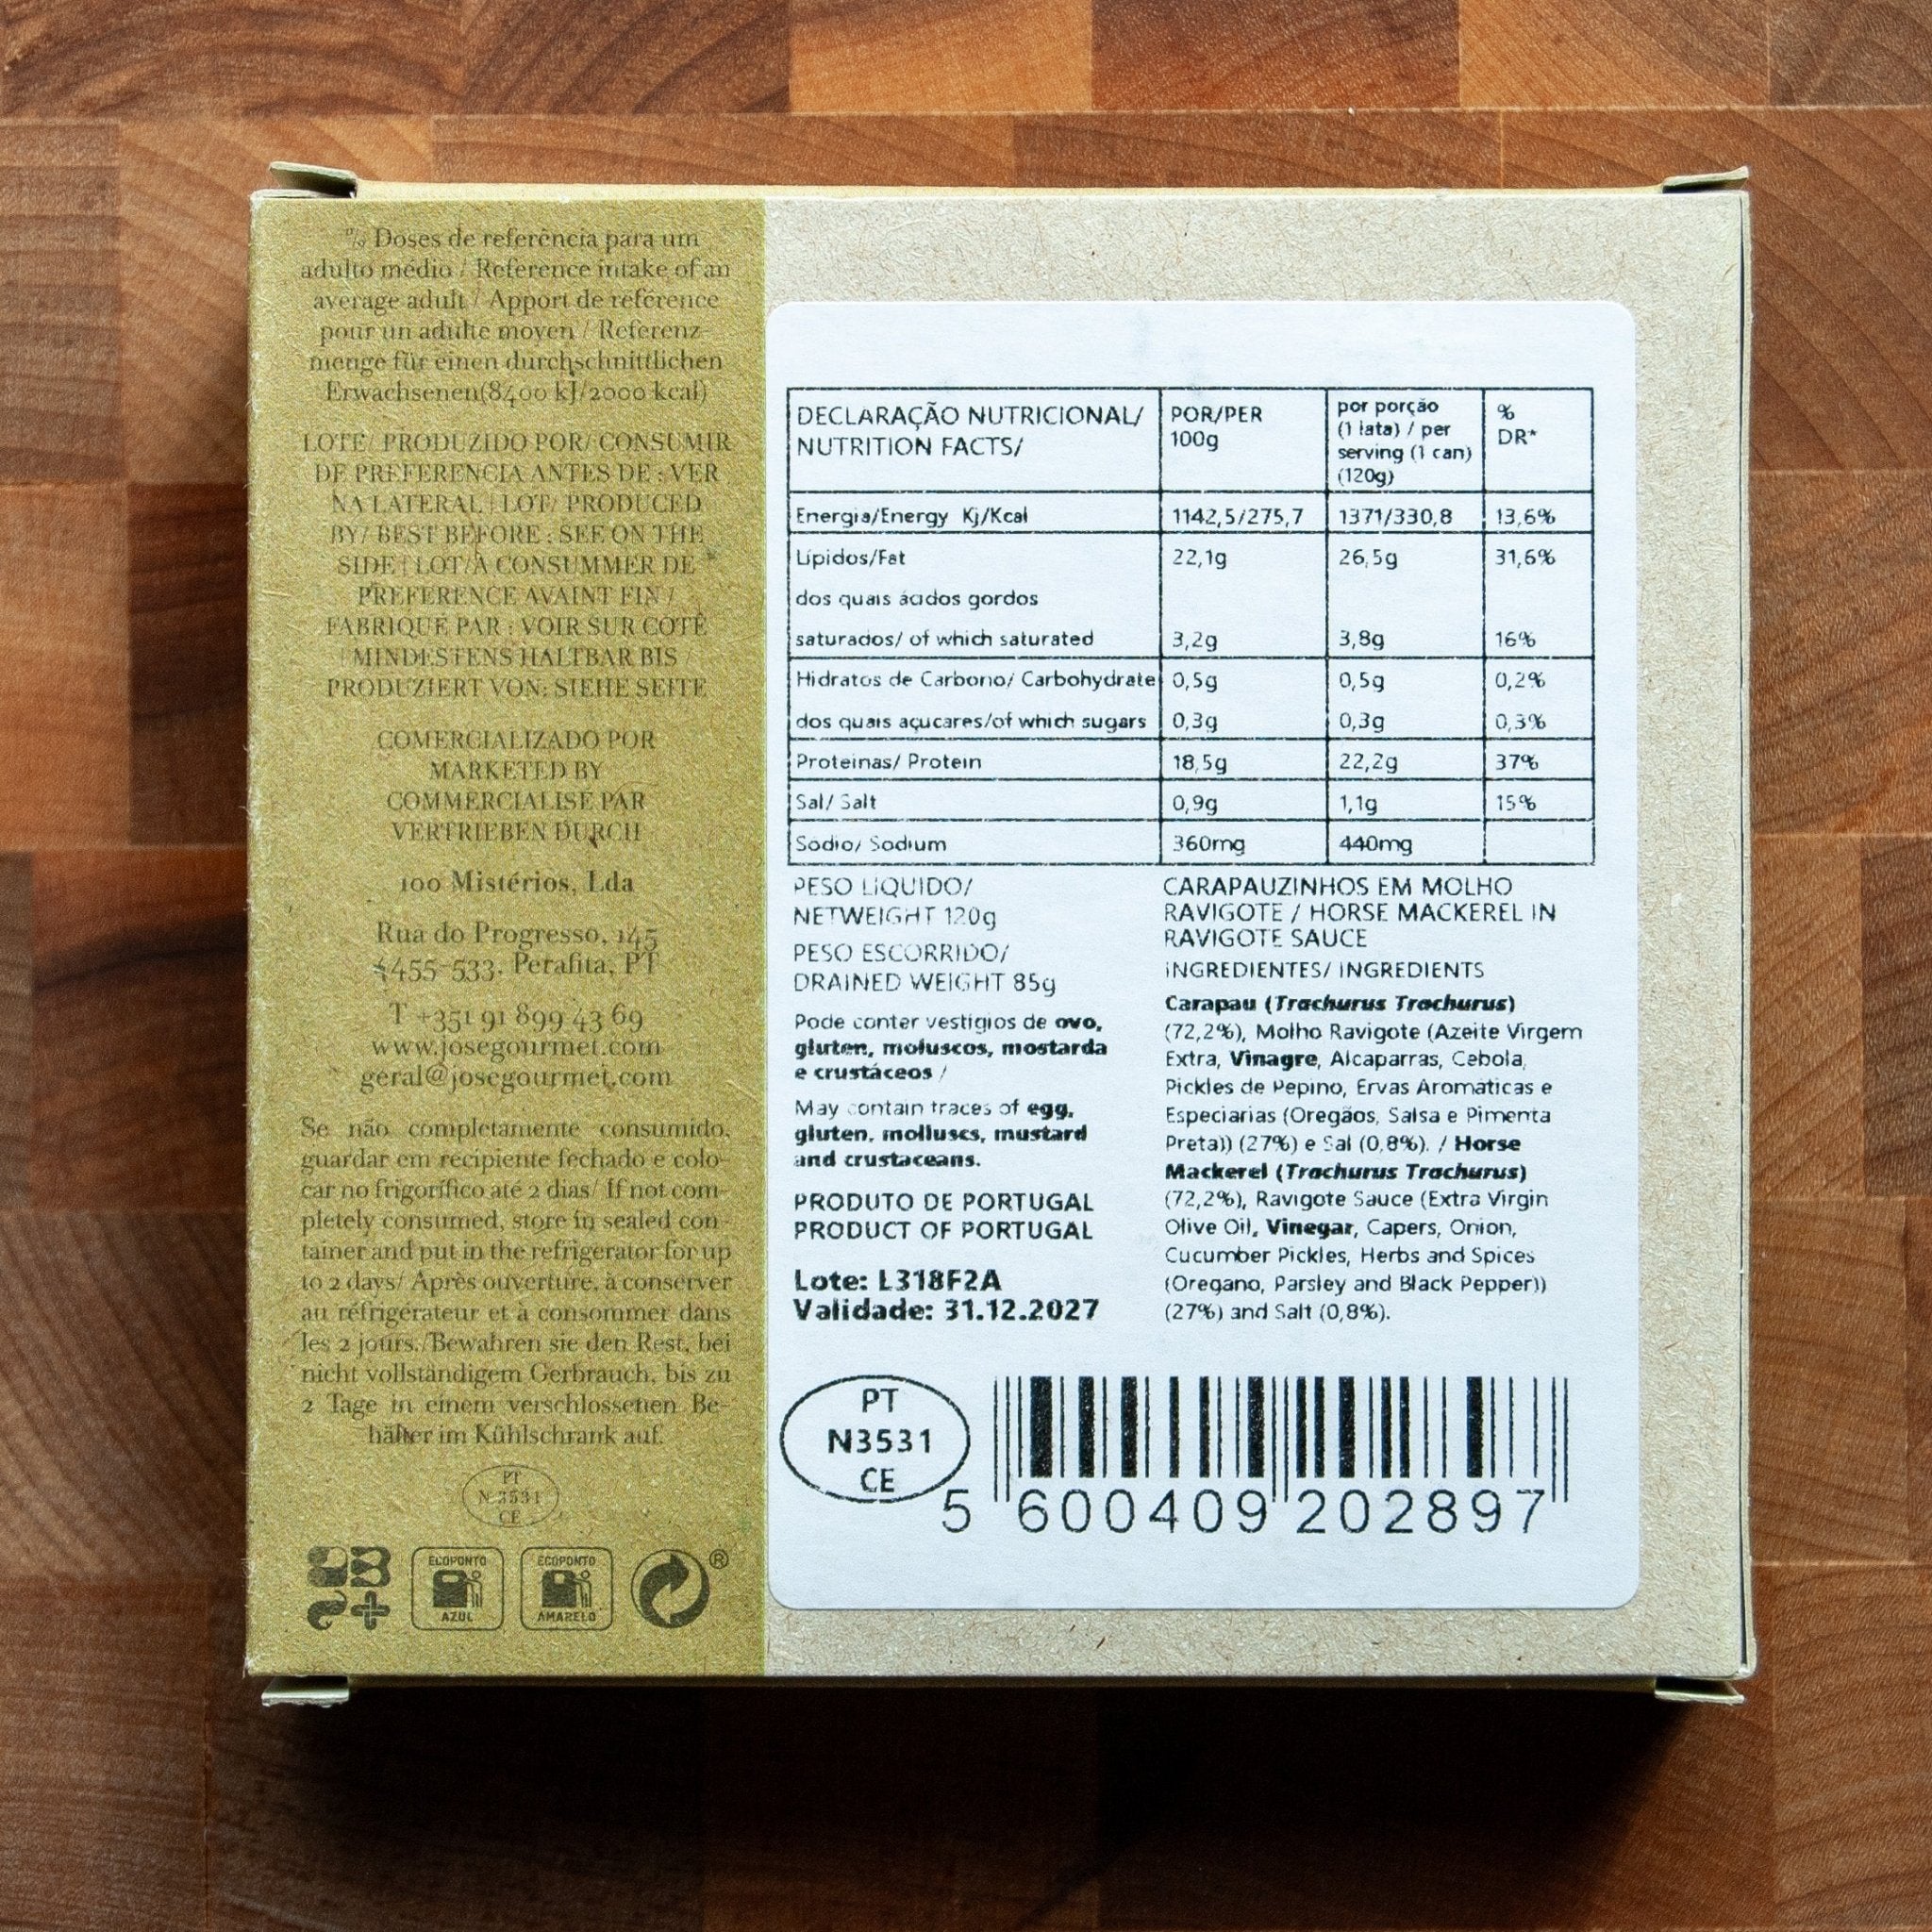 % Doses de referência para um
adulto médio / Reference intake of an
average adult / Apport de référence
pour un adulte moyen / Referenz-
menge für einen durchschnittlichen
Erwachsenen(8400 kJ/2000 kcal)
LOTE/ PRODUZIDO POR/ CONSUMIR
DE PREFERENCIA ANTES DE : VER
NA LATERAL | LOT/ PRODUCED
BY/ BEST BEFORE : SEE ON THE
SIDE | LOT/À CONSUMMER DE
PRÉFERENCE AVAINT FIN /
FABRIQUÉ PAR : VOIR SUR CÔTÉ
| MINDESTENS HALTBAR BIS /
PRODUZIERT VON: SIEHE SEITE
COMERCIALIZADO POR
MARKETED BY
COMMERCIALISÉ PAR
VERTRIEBEN DURCH
100 Mistérios, Lda
Rua do Progresso, 145
4455-533. Perafita, PT
T +351 91 899 43 69
www.josegourmet.com
geral@josegourmet.com
Se não completamente consumido,
guardar em recipiente fechado e colo-
car no frigorífico até 2 dias/ If not com-
pletely consumed, store in sealed con-
tainer and put in the refrigerator for up
to 2 days/ Après ouverture, à conserver
au réfrigérateur et à consommer dans
les 2 jours./Bewahren sie den Rest, bei
nicht vollständigem Gerbrauch, bis zu
2 Tage in einem verschlossenen Be-
hälter im Kühlschrank auf.
PT
N 3531
CE
ECOPONTO
AZUL
ECOPONTO
AMARELO
®
DECLARAÇÃO NUTRICIONAL/ POR/PER por porção %
NUTRITION FACTS/ 100g (1 lata) / per DR*
serving (1 can)
(120g)
Energia/Energy Kj/Kcal 1142,5/275,7 1371/330,8 13,6%
Lípidos/Fat 22,1g 26,5g 31,6%
dos quais ácidos gordos
saturados/ of which saturated 3,2g 3,8g 16%
Hidratos de Carbono/ Carbohydrate 0,5g 0,5g 0,2%
dos quais açucares/of which sugars 0,3g 0,3g 0,3%
Proteínas/ Protein 18,5g 22,2g 37%
Sal/ Salt 0,9g 1,1g 15%
Sódio/ Sodium 360mg 440mg
PESO LÍQUIDO/
NETWEIGHT 120g
PESO ESCORRIDO/
DRAINED WEIGHT 85g
Pode conter vestígios de ovo,
gluten, moluscos, mostarda
e crustáceos /
May contain traces of egg,
gluten, molluscs, mustard
and crustaceans.
PRODUTO DE PORTUGAL
PRODUCT OF PORTUGAL
Lote: L318F2A
Validade: 31.12.2027
CARAPAUZINHOS EM MOLHO
RAVIGOTE / HORSE MACKEREL IN
RAVIGOTE SAUCE
INGREDIENTES/ INGREDIENTS
Carapau (Trachurus Trachurus)
(72,2%), Molho Ravigote (Azeite Virgem
Extra, Vinagre, Alcaparras, Cebola,
Pickles de Pepino, Ervas Aromáticas e
Especiarias (Oregãos, Salsa e Pimenta
Preta)) (27%) e Sal (0,8%). / Horse
Mackerel (Trachurus Trachurus)
(72,2%), Ravigote Sauce (Extra Virgin
Olive Oil, Vinegar, Capers, Onion,
Cucumber Pickles, Herbs and Spices
(Oregano, Parsley and Black Pepper))
(27%) and Salt (0,8%).
PT
N3531
CE
5 600409 202897